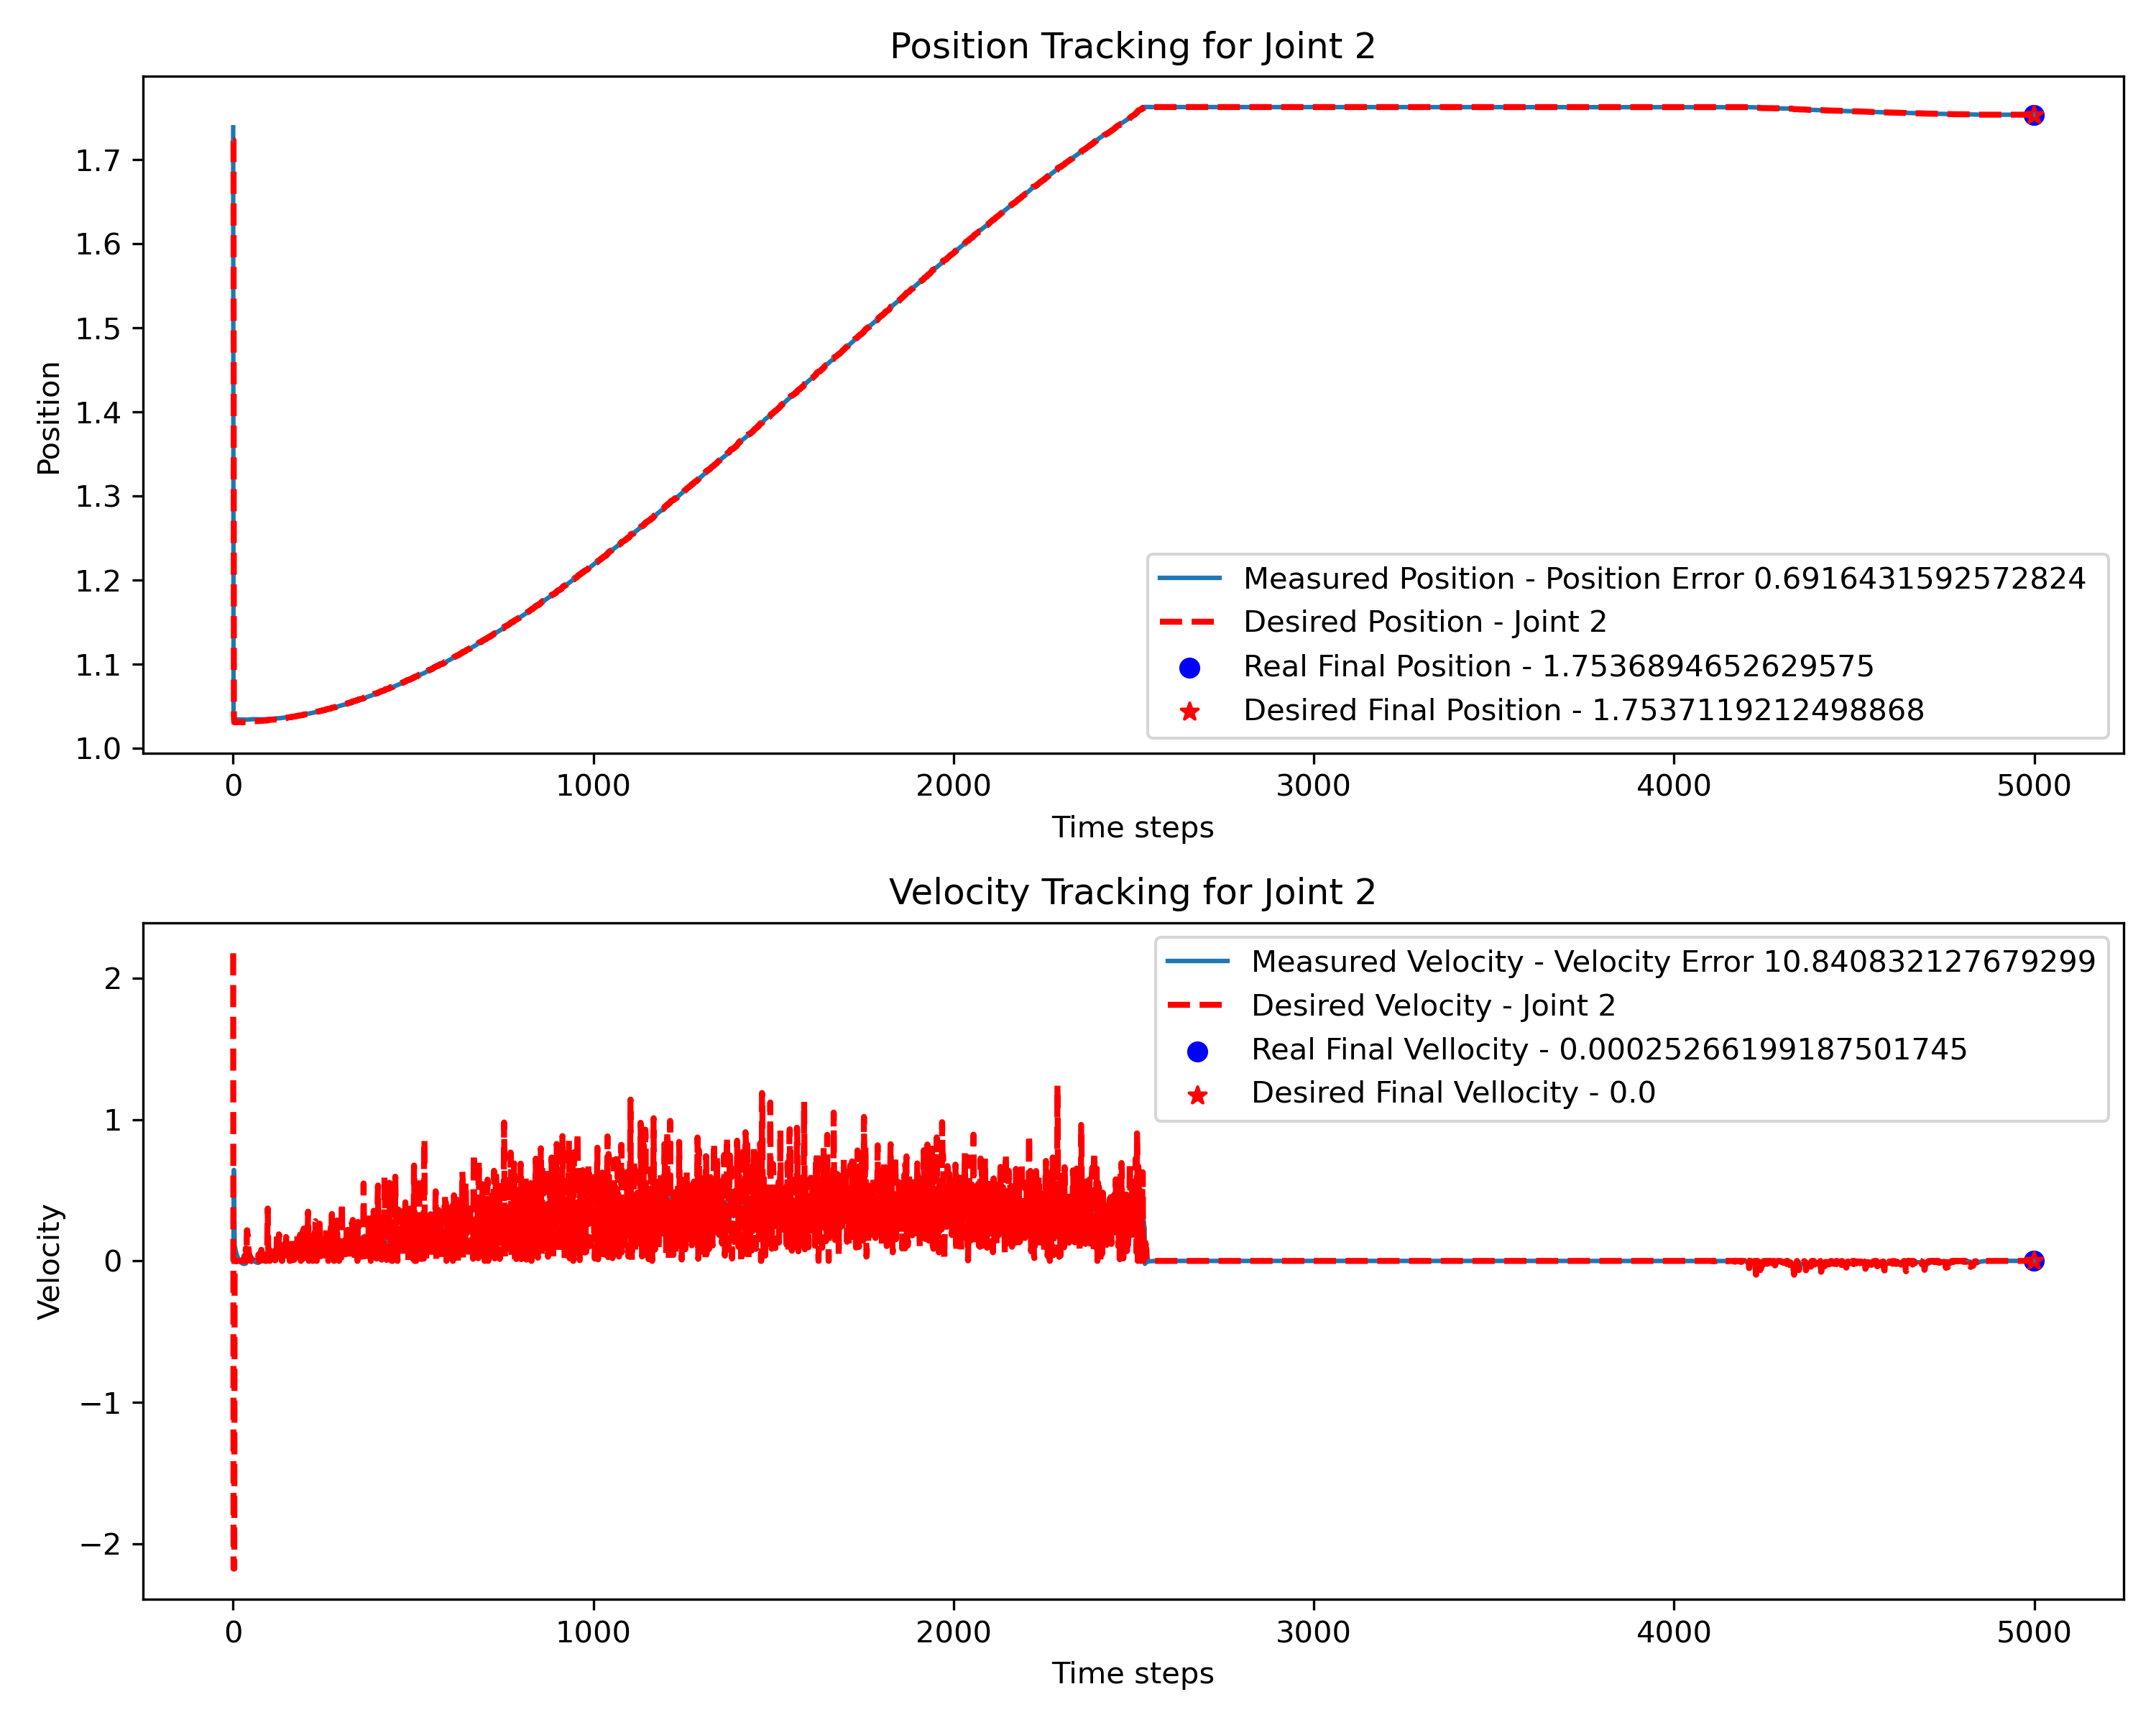 Position Tracking for Joint 2
Position
1.7
1.6
1.5
1.4
1.3
1.2
1.1
1.0
Measured Position - Position Error 0.6916431592572824
Desired Position - Joint 2
Real Final Position - 1.7536894652629575
Desired Final Position - 1.7537119212498868
0 1000 2000 3000 4000 5000
Time steps
Velocity Tracking for Joint 2
Velocity
2
1
0
−1
−2
Measured Velocity - Velocity Error 10.840832127679299
Desired Velocity - Joint 2
Real Final Vellocity - 0.00025266199187501745
Desired Final Vellocity - 0.0
0 1000 2000 3000 4000 5000
Time steps